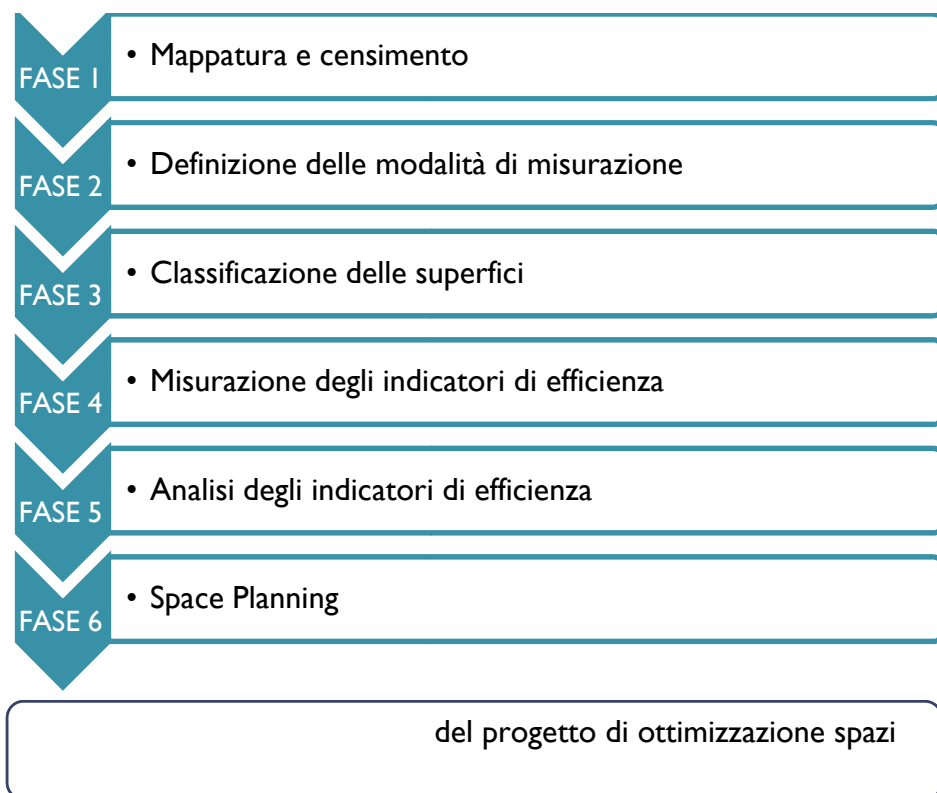 FASE 1
• Mappatura e censimento
FASE 2
• Definizione delle modalità di misurazione
FASE 3
• Classificazione delle superfici
FASE 4
• Misurazione degli indicatori di efficienza
FASE 5
• Analisi degli indicatori di efficienza
FASE 6
• Space Planning
del progetto di ottimizzazione spazi